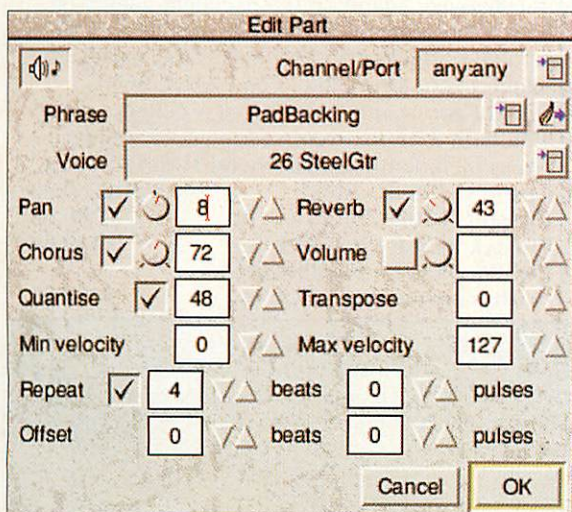 Edit Part
Channel/Port any:any
Phrase PadBacking
Voice 26 SteelGtr
Pan 8 Reverb 43
Chorus 72 Volume
Quantise 48 Transpose 0
Min velocity 0 Max velocity 127
Repeat 4 beats 0 pulses
Offset 0 beats 0 pulses
Cancel OK